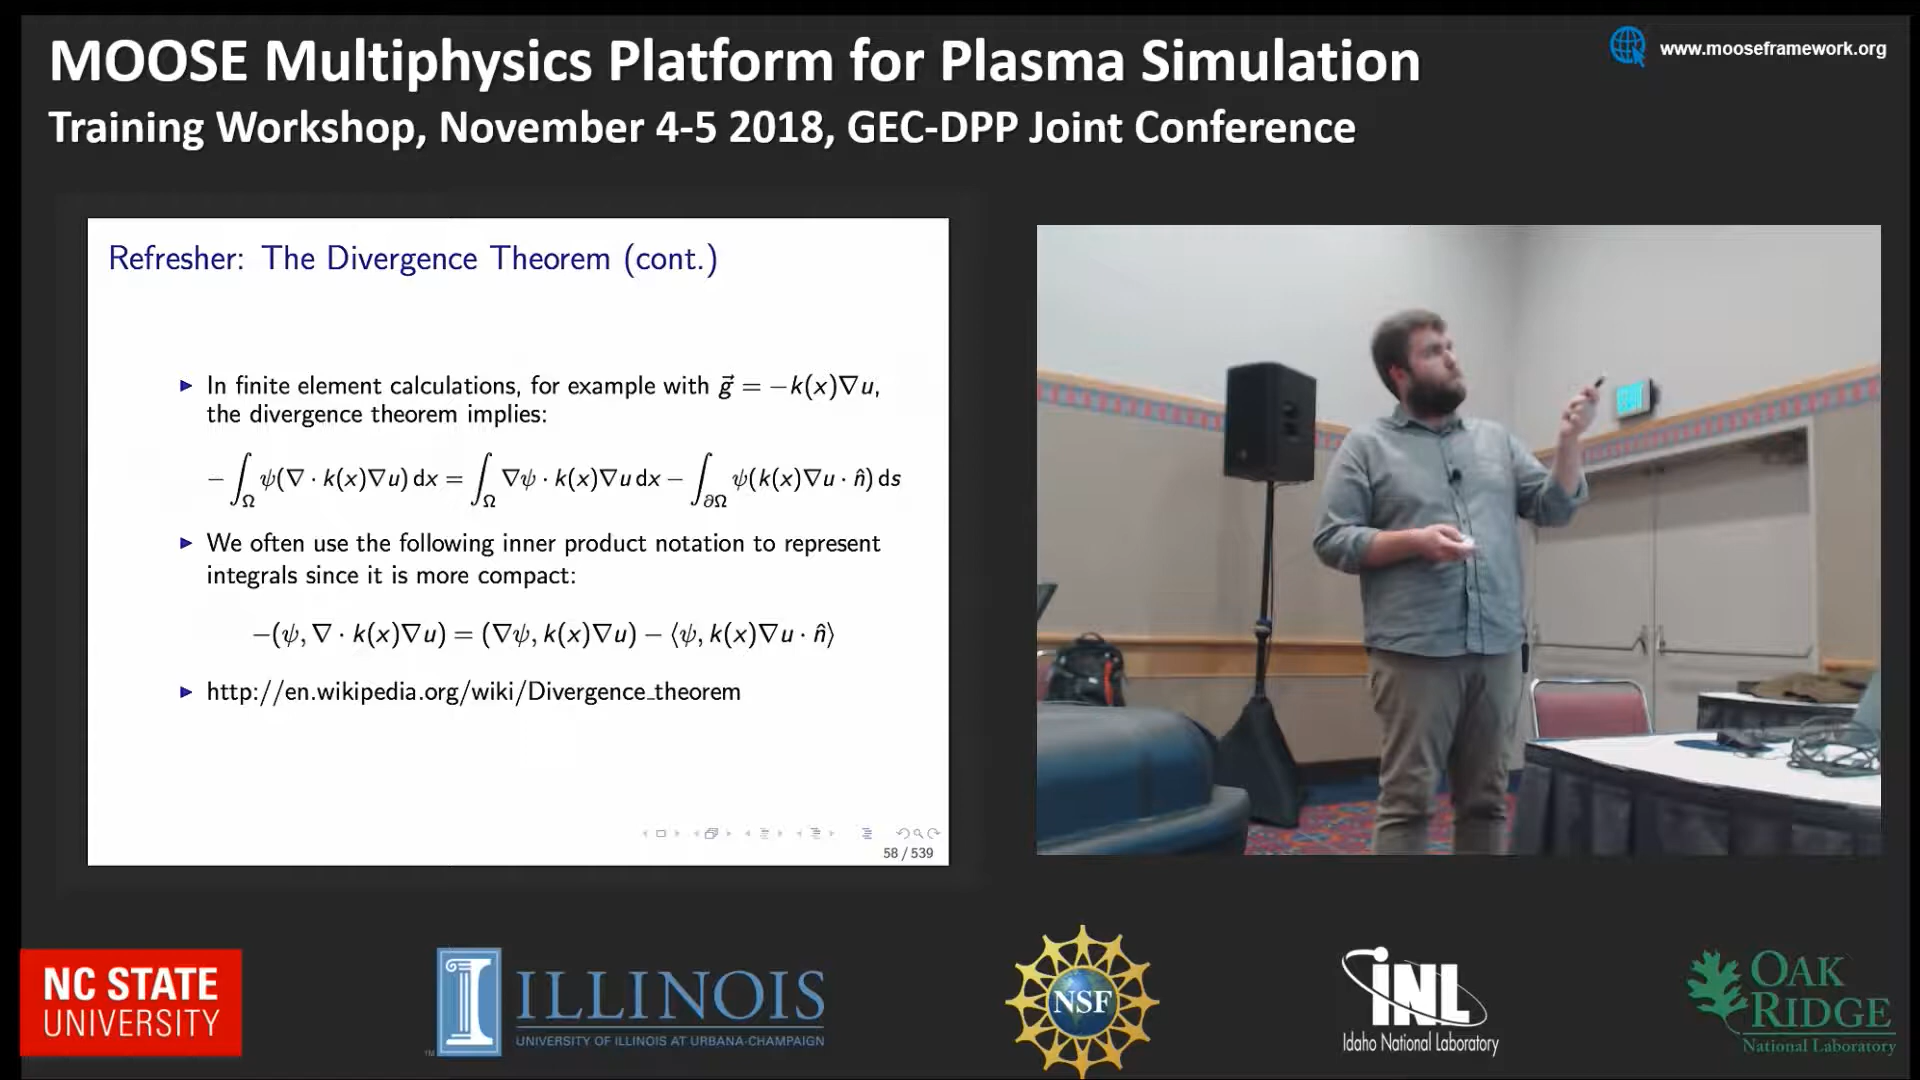 MOOSE Multiphysics Platform for Plasma Simulation
Training Workshop, November 4-5 2018, GEC-DPP Joint Conference
www.mooseframework.org
Refresher: The Divergence Theorem (cont.)
▶ In finite element calculations, for example with g⃗ = −k(x)∇u,
the divergence theorem implies:
−∫_Ω ψ(∇ · k(x)∇u) dx = ∫_Ω ∇ψ · k(x)∇u dx − ∫_∂Ω ψ(k(x)∇u · n̂) ds
▶ We often use the following inner product notation to represent
integrals since it is more compact:
−(ψ, ∇ · k(x)∇u) = (∇ψ, k(x)∇u) − ⟨ψ, k(x)∇u · n̂⟩
▶ http://en.wikipedia.org/wiki/Divergence_theorem
58 / 539
NC STATE
UNIVERSITY
I ILLINOIS
UNIVERSITY OF ILLINOIS AT URBANA-CHAMPAIGN
TM
NSF
INL
Idaho National Laboratory
OAK
RIDGE
National Laboratory